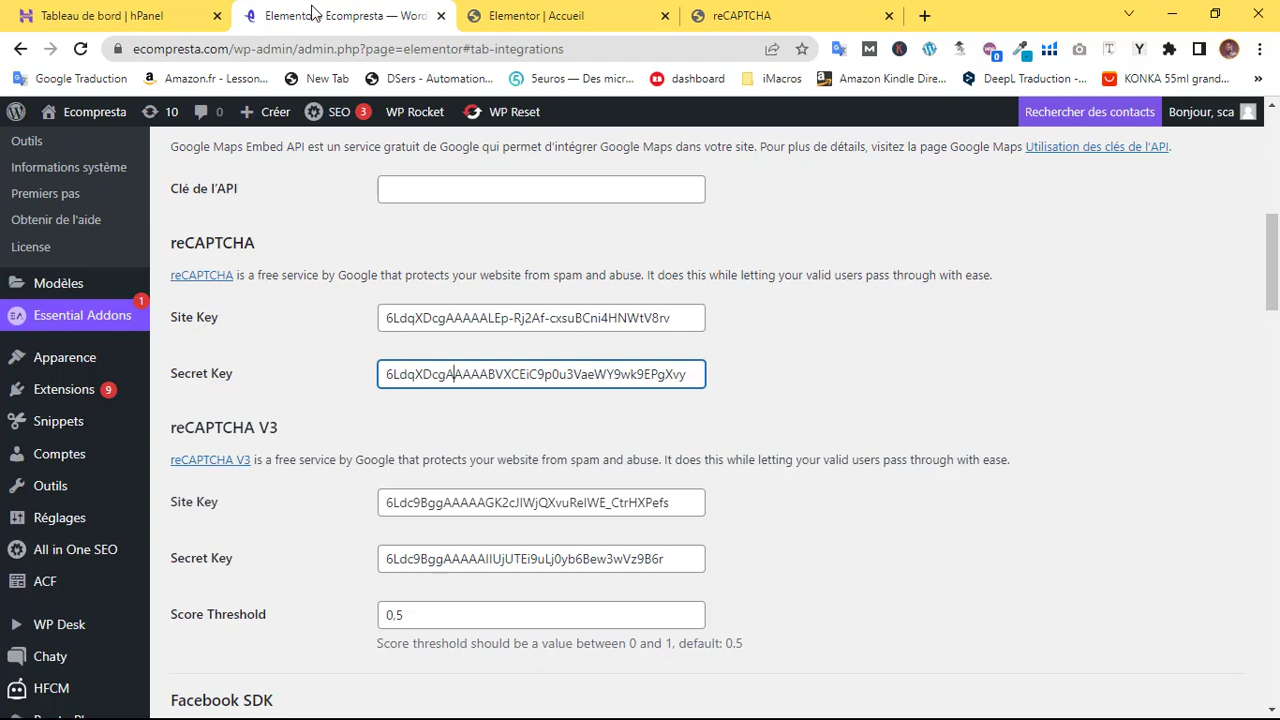 Tableau de bord | hPanel
Elementor Ecompresta — Word
Elementor | Accueil
reCAPTCHA
ecompresta.com/wp-admin/admin.php?page=elementor#tab-integrations
Google Traduction
Amazon.fr - Lesson...
New Tab
DSers - Automation...
5euros — Des micr...
dashboard
iMacros
Amazon Kindle Dire...
DeepL Traduction -...
KONKA 55ml grand...
»
Ecompresta
10
0
Créer
SEO 3
WP Rocket
WP Reset
Rechercher des contacts
Bonjour, sca
Outils
Informations système
Premiers pas
Obtenir de l'aide
License
Modèles
1
Essential Addons
Apparence
Extensions 9
Snippets
Comptes
Outils
Réglages
All in One SEO
ACF
WP Desk
Chaty
HFCM
Google Maps Embed API est un service gratuit de Google qui permet d'intégrer Google Maps dans votre site. Pour plus de détails, visitez la page Google Maps Utilisation des clés de l'API.
Clé de l'API
reCAPTCHA
reCAPTCHA is a free service by Google that protects your website from spam and abuse. It does this while letting your valid users pass through with ease.
Site Key
6LdqXDcgAAAAALEp-Rj2Af-cxsuBCni4HNWtV8rv
Secret Key
6LdqXDcgAAAAABVXCEiC9p0u3VaeWY9wk9EPgXvy
reCAPTCHA V3
reCAPTCHA V3 is a free service by Google that protects your website from spam and abuse. It does this while letting your valid users pass through with ease.
Site Key
6Ldc9BggAAAAAGK2cJIWjQXvuReIWE_CtrHXPefs
Secret Key
6Ldc9BggAAAAAIIUjUTEi9uLj0yb6Bew3wVz9B6r
Score Threshold
0,5
Score threshold should be a value between 0 and 1, default: 0.5
Facebook SDK